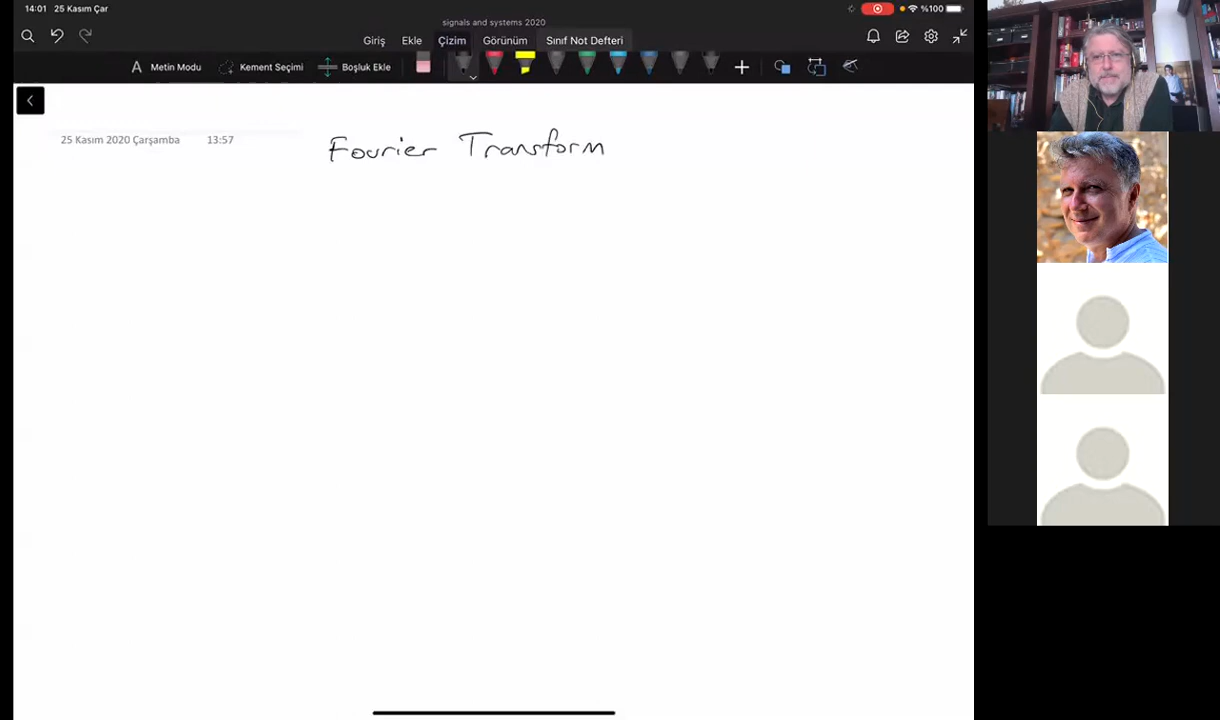 14:01 25 Kasım Çar %100
signals and systems 2020
Giriş Ekle Çizim Görünüm Sınıf Not Defteri
Metin Modu Kement Seçimi Boşluk Ekle
25 Kasım 2020 Çarşamba 13:57
Fourier Transform